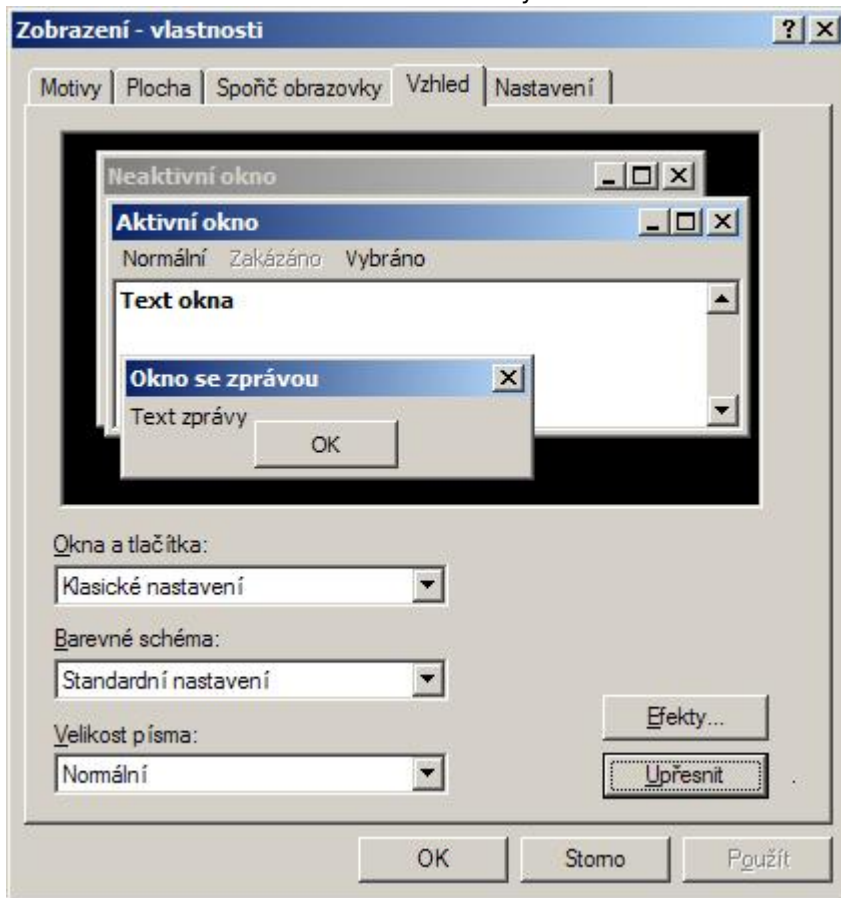 Zobrazení - vlastnosti
Motivy Plocha Spořič obrazovky Vzhled Nastavení
Neaktivní okno
Aktivní okno
Normální Zakázáno Vybráno
Text okna
Okno se zprávou
Text zprávy
OK
Okna a tlačítka:
Klasické nastavení
Barevné schéma:
Standardní nastavení
Efekty...
Velikost písma:
Normální
Upřesnit
OK Storno Použít